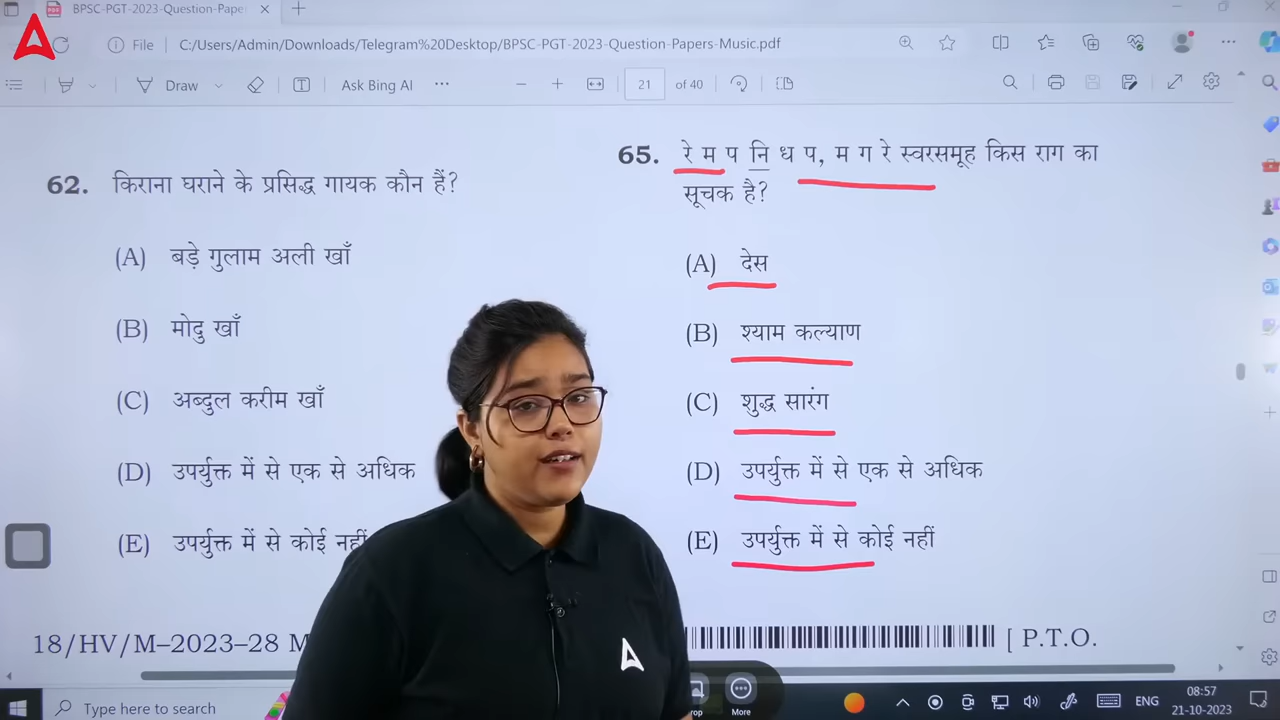 BPSC-PGT-2023-Question-Pape
File C:/Users/Admin/Downloads/Telegram%20Desktop/BPSC-PGT-2023-Question-Papers-Music.pdf
Draw Ask Bing AI 21 of 40
62. किराना घराने के प्रसिद्ध गायक कौन हैं?
(A) बड़े गुलाम अली खाँ
(B) मोदु खाँ
(C) अब्दुल करीम खाँ
(D) उपर्युक्त में से एक से अधिक
(E) उपर्युक्त में से कोई नहीं
18/HV/M–2023–28 M
65. रे म प नि ध प, म ग रे स्वरसमूह किस राग का
सूचक है?
(A) देस
(B) श्याम कल्याण
(C) शुद्ध सारंग
(D) उपर्युक्त में से एक से अधिक
(E) उपर्युक्त में से कोई नहीं
[ P.T.O.
More
Type here to search
ENG
08:57
21-10-2023